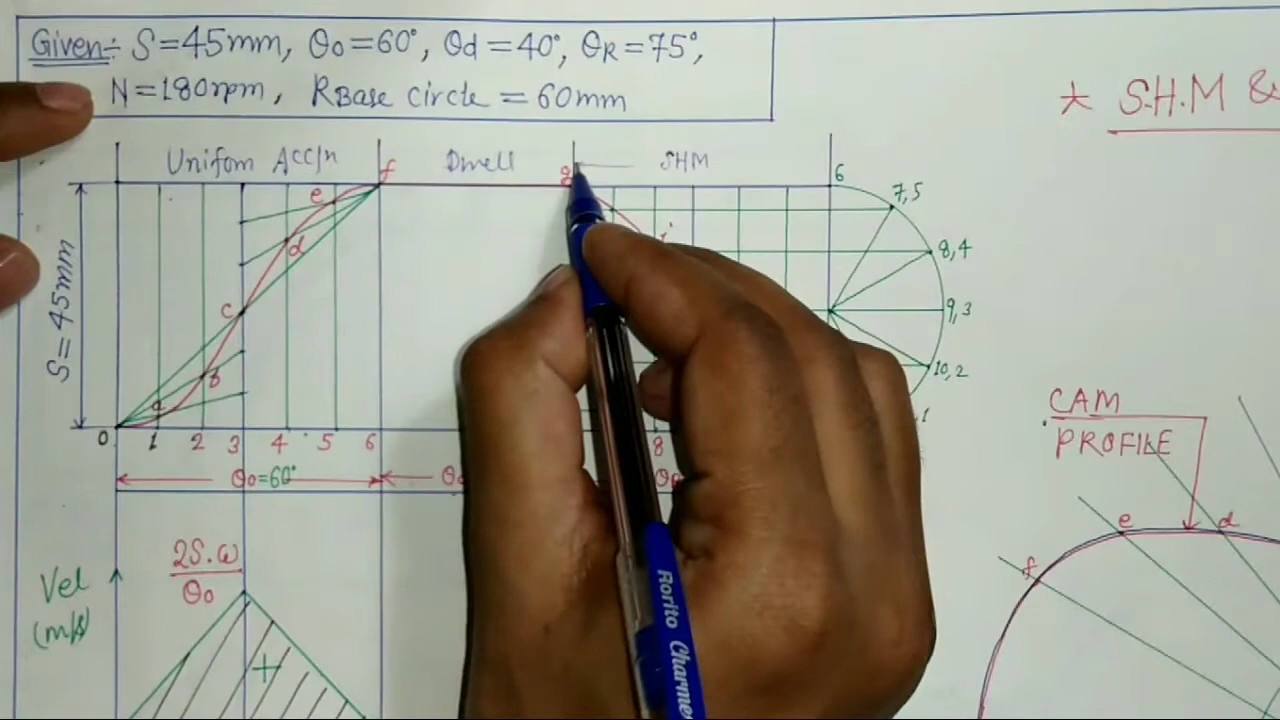 Given:- S=45mm, θo=60°, θd=40°, θR=75°,
N=180rpm, RBase Circle = 60mm
* S.H.M &
Unifom Acc/n
Dwell
SHM
f
g
6
e
7,5
d
8,4
S=45mm
c
9,3
b
10,2
a
1
0 1 2 3 4 5 6 8
θo=60°
CAM
PROFILE
2S.ω
θo
Vel
(m/s)
+
e
d
f
Rorito Charmer